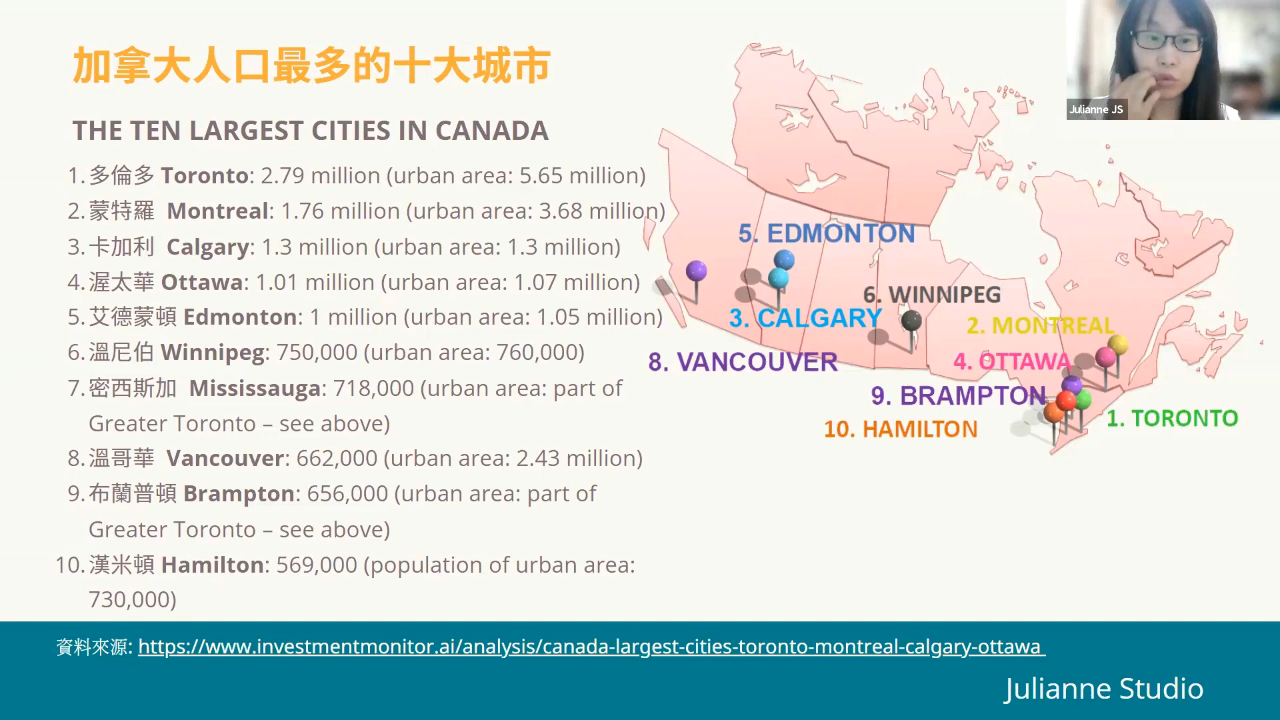 加拿大人口最多的十大城市
THE TEN LARGEST CITIES IN CANADA
1. 多倫多 Toronto: 2.79 million (urban area: 5.65 million)
2. 蒙特羅 Montreal: 1.76 million (urban area: 3.68 million)
3. 卡加利 Calgary: 1.3 million (urban area: 1.3 million)
4. 渥太華 Ottawa: 1.01 million (urban area: 1.07 million)
5. 艾德蒙頓 Edmonton: 1 million (urban area: 1.05 million)
6. 溫尼伯 Winnipeg: 750,000 (urban area: 760,000)
7. 密西斯加 Mississauga: 718,000 (urban area: part of
Greater Toronto – see above)
8. 溫哥華 Vancouver: 662,000 (urban area: 2.43 million)
9. 布蘭普頓 Brampton: 656,000 (urban area: part of
Greater Toronto – see above)
10. 漢米頓 Hamilton: 569,000 (population of urban area:
730,000)
Julianne JS
5. EDMONTON
6. WINNIPEG
3. CALGARY
2. MONTREAL
8. VANCOUVER
4. OTTAWA
9. BRAMPTON
1. TORONTO
10. HAMILTON
資料來源: https://www.investmentmonitor.ai/analysis/canada-largest-cities-toronto-montreal-calgary-ottawa
Julianne Studio